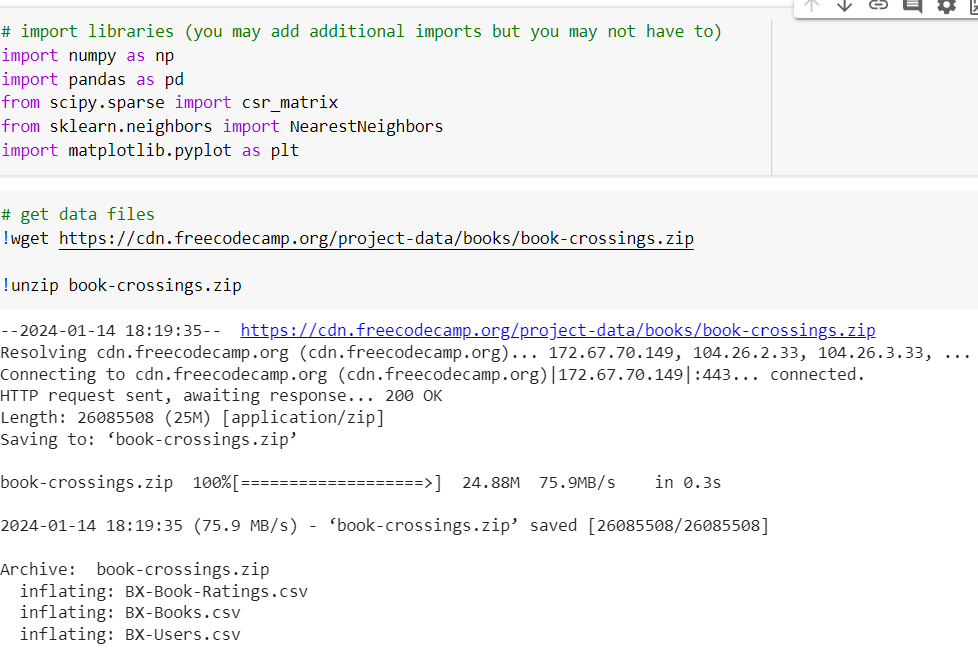 # import libraries (you may add additional imports but you may not have to)
import numpy as np
import pandas as pd
from scipy.sparse import csr_matrix
from sklearn.neighbors import NearestNeighbors
import matplotlib.pyplot as plt
# get data files
!wget https://cdn.freecodecamp.org/project-data/books/book-crossings.zip
!unzip book-crossings.zip
--2024-01-14 18:19:35--  https://cdn.freecodecamp.org/project-data/books/book-crossings.zip
Resolving cdn.freecodecamp.org (cdn.freecodecamp.org)... 172.67.70.149, 104.26.2.33, 104.26.3.33, ...
Connecting to cdn.freecodecamp.org (cdn.freecodecamp.org)|172.67.70.149|:443... connected.
HTTP request sent, awaiting response... 200 OK
Length: 26085508 (25M) [application/zip]
Saving to: ‘book-crossings.zip’
book-crossings.zip  100%[===================>]  24.88M  75.9MB/s    in 0.3s
2024-01-14 18:19:35 (75.9 MB/s) - ‘book-crossings.zip’ saved [26085508/26085508]
Archive:  book-crossings.zip
  inflating: BX-Book-Ratings.csv
  inflating: BX-Books.csv
  inflating: BX-Users.csv